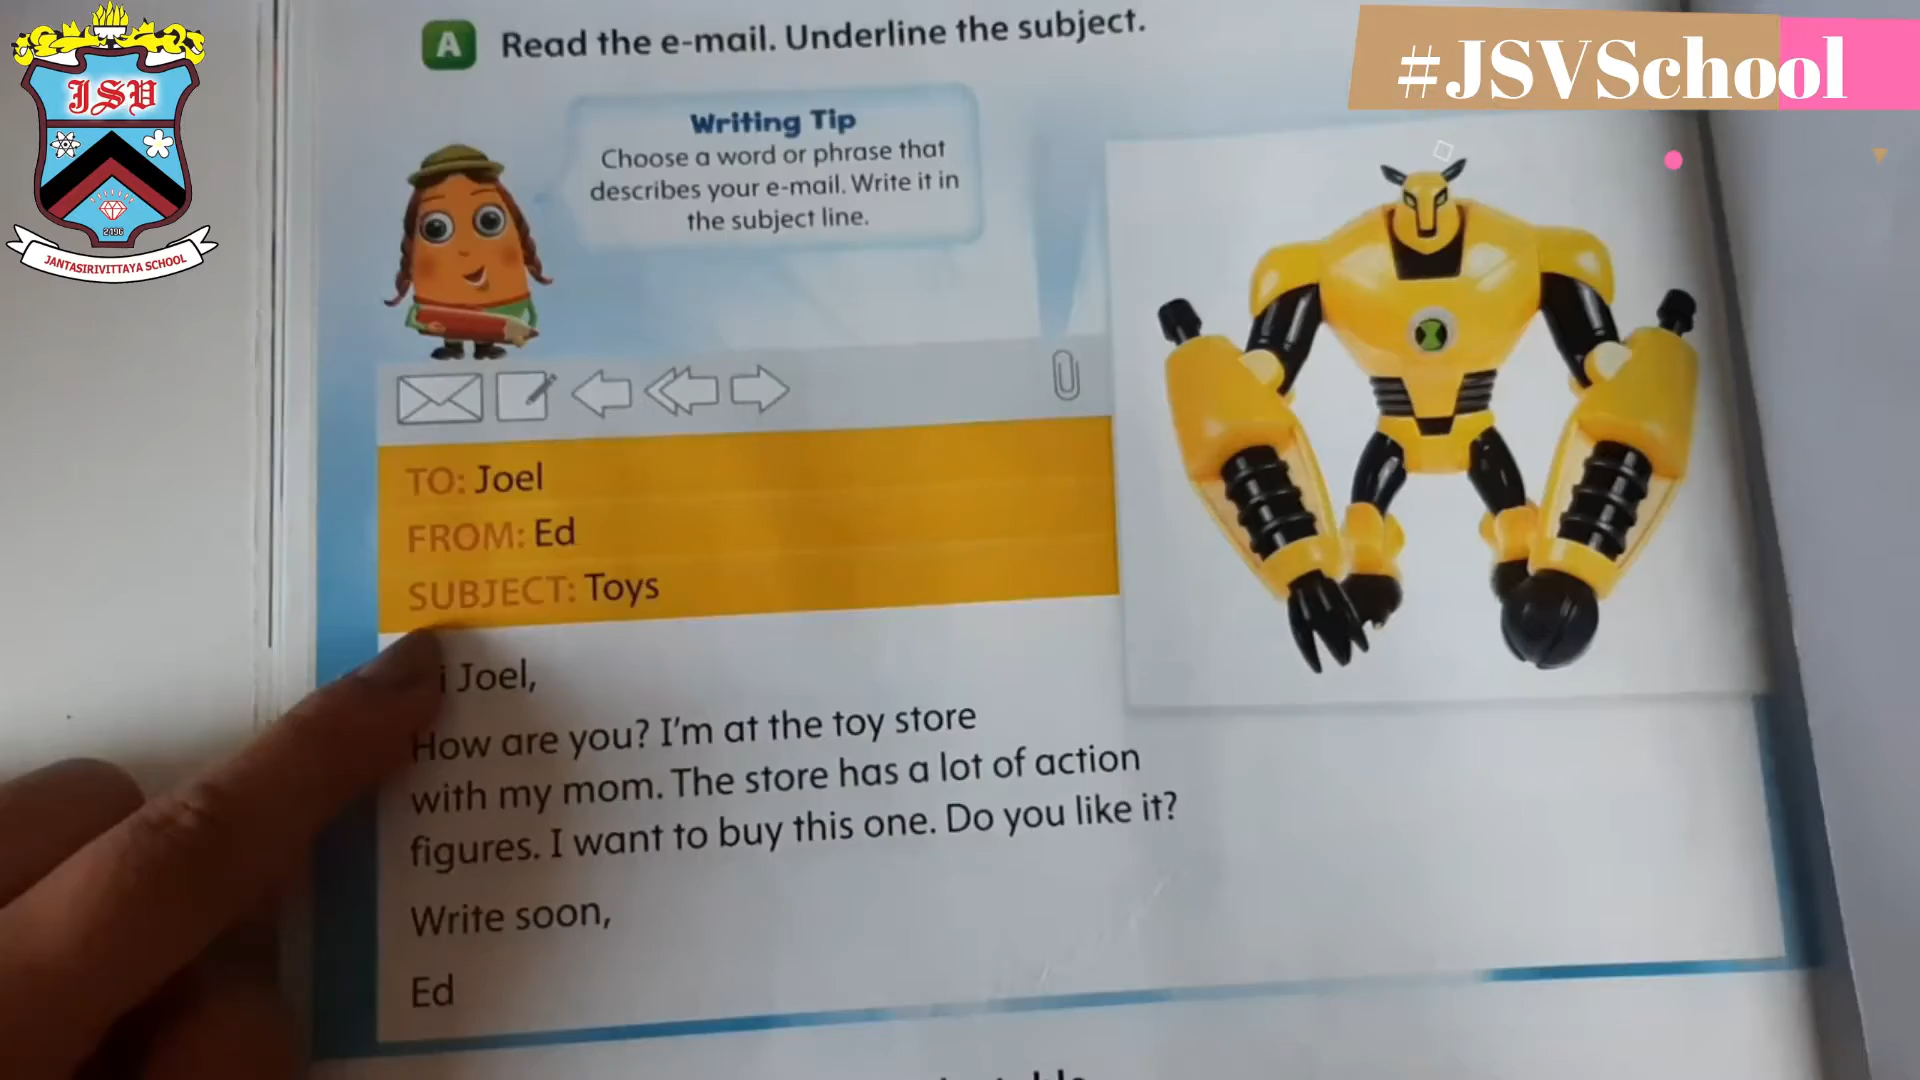 JSV
2496
JANTASIRIVITTAYA SCHOOL
#JSVSchool
A Read the e-mail. Underline the subject.
Writing Tip
Choose a word or phrase that
describes your e-mail. Write it in
the subject line.
TO: Joel
FROM: Ed
SUBJECT: Toys
i Joel,
How are you? I'm at the toy store
with my mom. The store has a lot of action
figures. I want to buy this one. Do you like it?
Write soon,
Ed